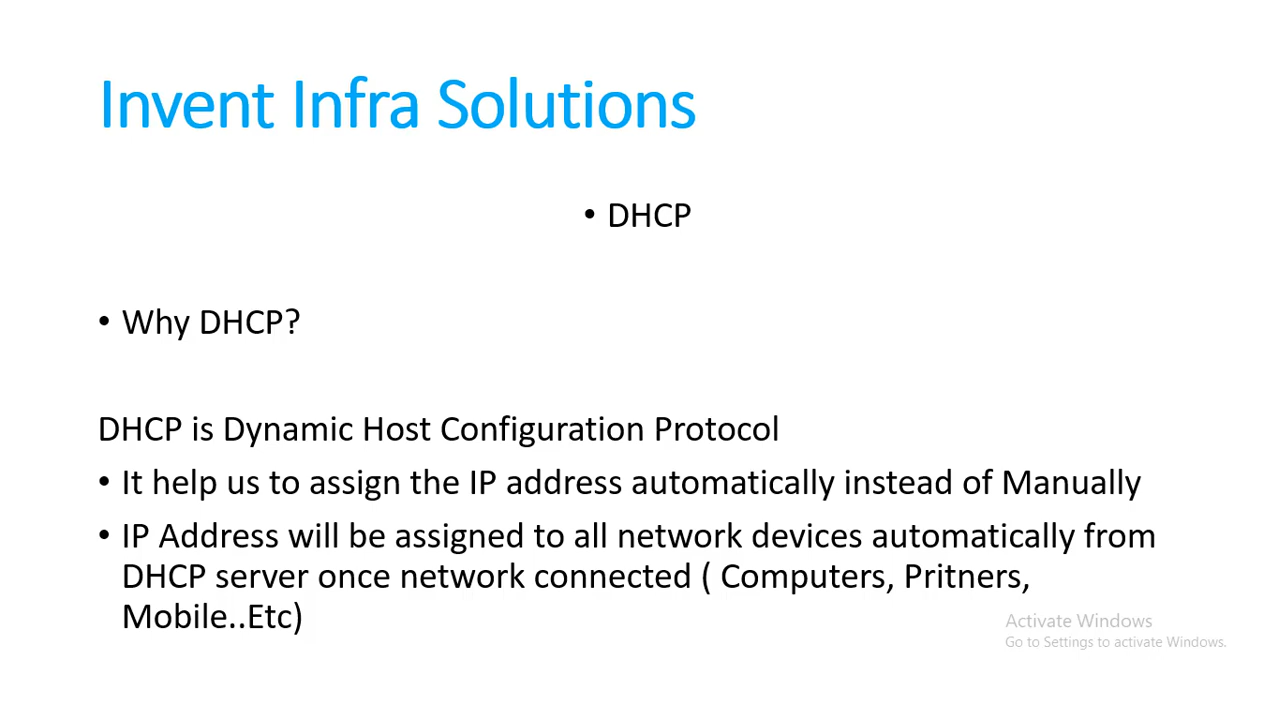 Invent Infra Solutions
• DHCP
• Why DHCP?
DHCP is Dynamic Host Configuration Protocol
• It help us to assign the IP address automatically instead of Manually
• IP Address will be assigned to all network devices automatically from
DHCP server once network connected ( Computers, Pritners,
Mobile..Etc)
Activate Windows
Go to Settings to activate Windows.